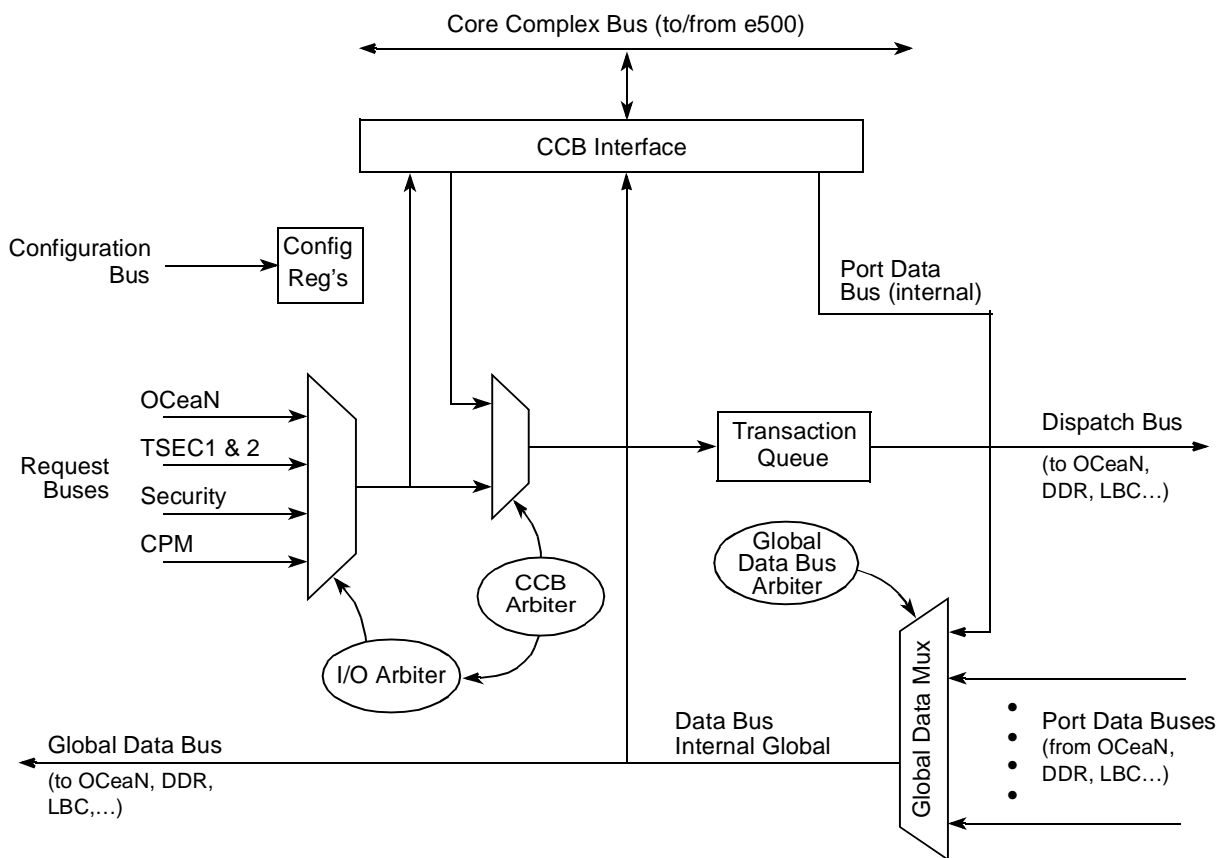 Core Complex Bus (to/from e500)
CCB Interface
Configuration
Bus
Config
Reg's
Port Data
Bus (internal)
Request
Buses
OCeaN
TSEC1 & 2
Security
CPM
Transaction
Queue
Dispatch Bus
(to OCeaN,
DDR, LBC…)
CCB
Arbiter
I/O Arbiter
Global
Data Bus
Arbiter
Global Data Mux
Port Data Buses
(from OCeaN,
DDR, LBC…)
Data Bus
Internal Global
Global Data Bus
(to OCeaN, DDR,
LBC,…)